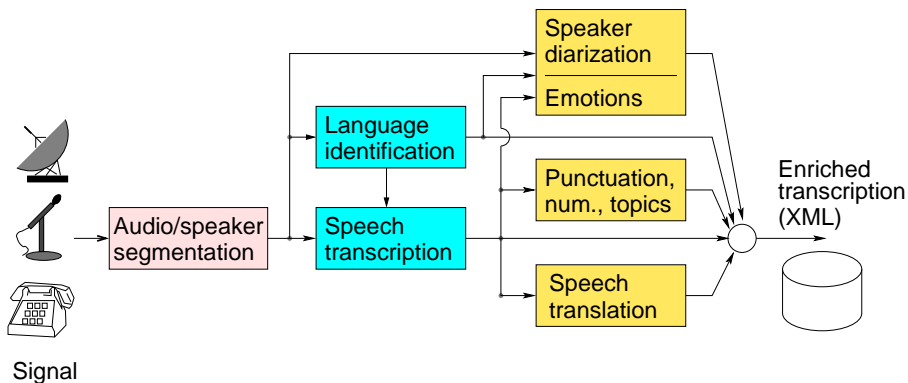 Speaker
diarization
Emotions
Language
identification
Punctuation,
num., topics
Enriched
transcription
(XML)
Audio/speaker
segmentation
Speech
transcription
Speech
translation
Signal